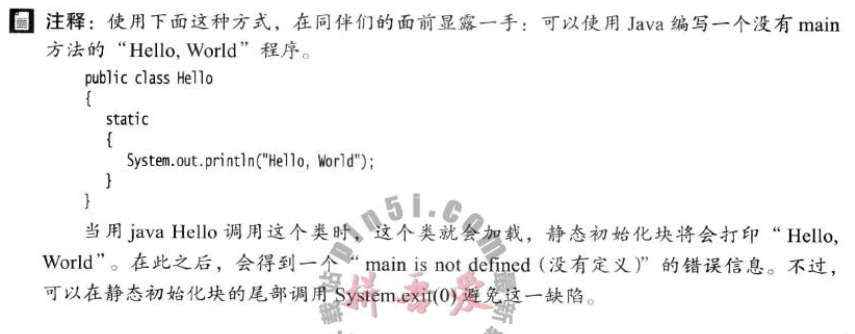 注释：使用下面这种方式，在同伴们的面前显露一手：可以使用 Java 编写一个没有 main
方法的“Hello, World”程序。
public class Hello
{
static
{
System.out.println("Hello, World");
}
}
当用 java Hello 调用这个类时，这个类就会加载，静态初始化块将会打印“Hello,
World”。在此之后，会得到一个“main is not defined（没有定义）”的错误信息。不过，
可以在静态初始化块的尾部调用 System.exit(0) 避免这一缺陷。
pin5i.com
拼吾爱